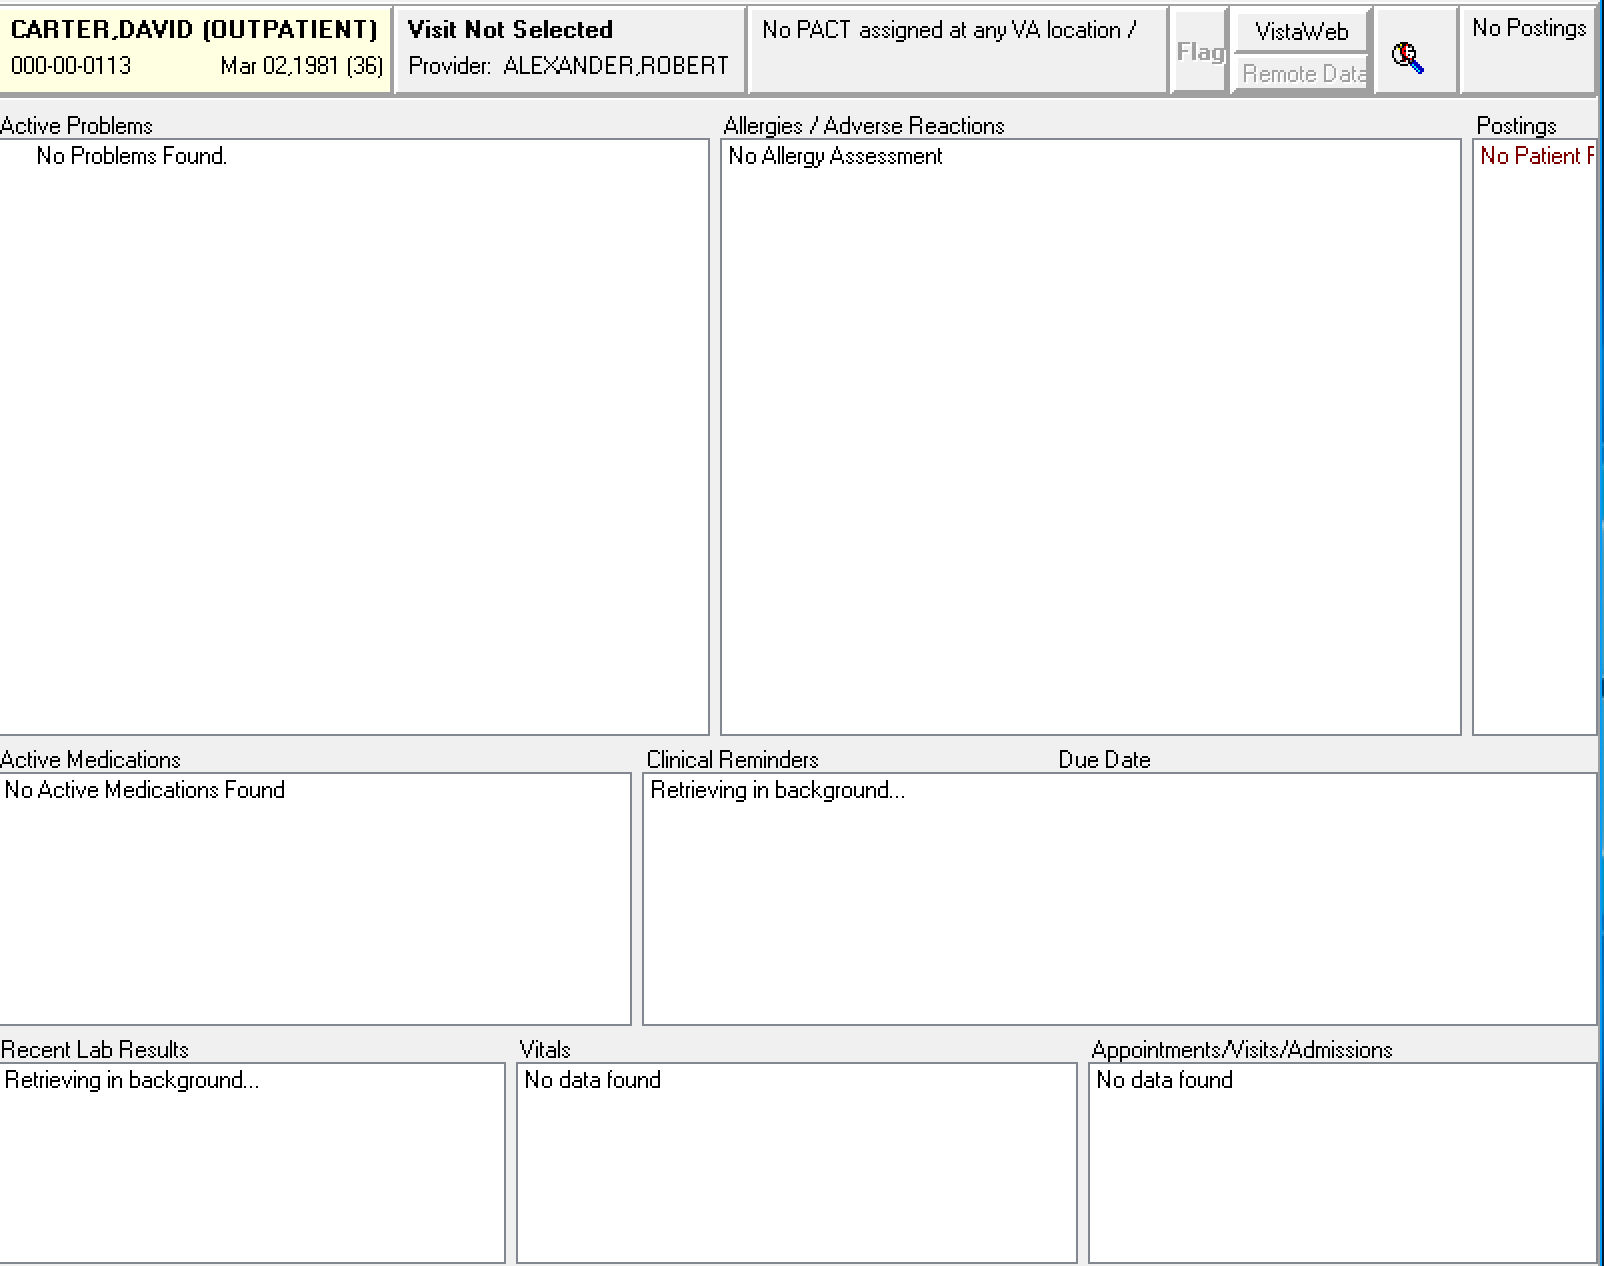 CARTER,DAVID (OUTPATIENT)
000-00-0113 Mar 02,1981 (36)
Visit Not Selected
Provider: ALEXANDER,ROBERT
No PACT assigned at any VA location /
Flag
VistaWeb
Remote Data
No Postings
Active Problems
No Problems Found.
Allergies / Adverse Reactions
No Allergy Assessment
Postings
No Patient
Active Medications
No Active Medications Found
Clinical Reminders Due Date
Retrieving in background...
Recent Lab Results
Retrieving in background...
Vitals
No data found
Appointments/Visits/Admissions
No data found